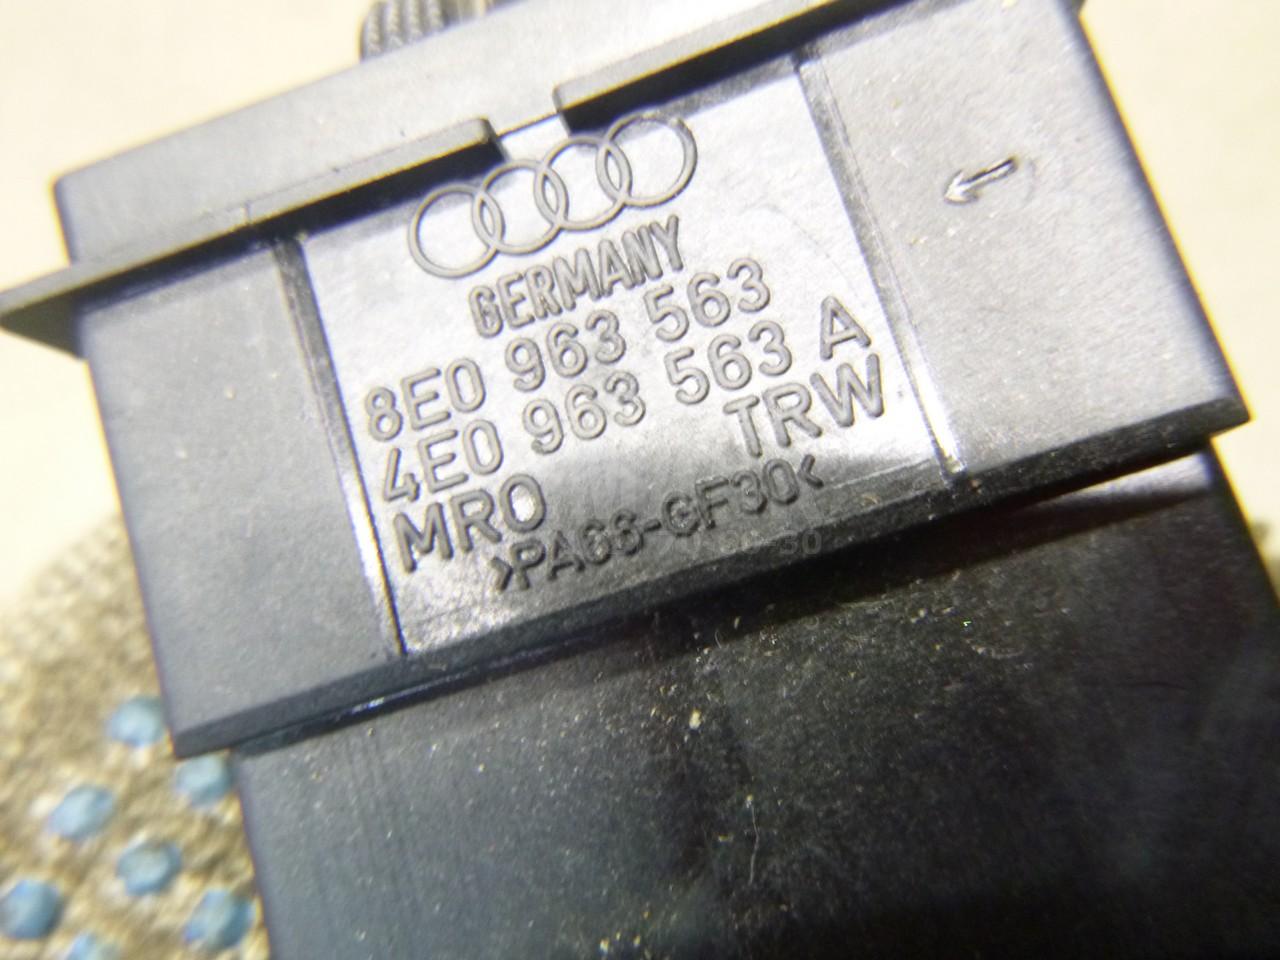 GERMANY
8E0 963 563
4E0 963 563 A
MRO TRW
>PA66-GF30<